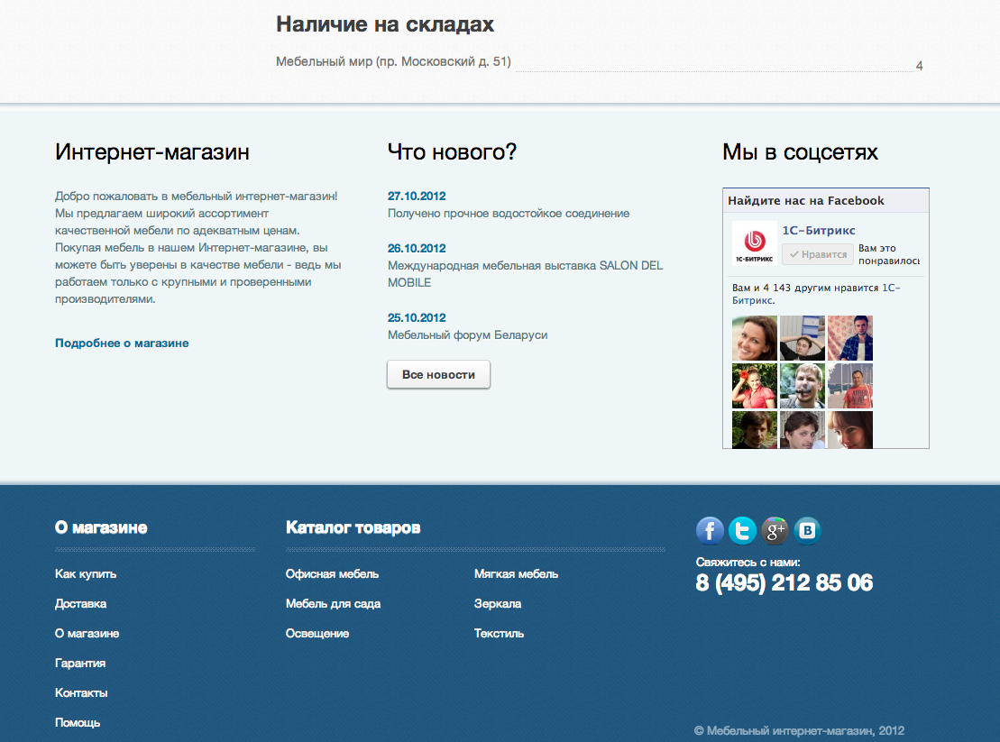 Наличие на складах
Мебельный мир (пр. Московский д. 51) 4
Интернет-магазин
Добро пожаловать в мебельный интернет-магазин!
Мы предлагаем широкий ассортимент
качественной мебели по адекватным ценам.
Покупая мебель в нашем Интернет-магазине, вы
можете быть уверены в качестве мебели - ведь мы
работаем только с крупными и проверенными
производителями.
Подробнее о магазине
Что нового?
27.10.2012
Получено прочное водостойкое соединение
26.10.2012
Международная мебельная выставка SALON DEL
MOBILE
25.10.2012
Мебельный форум Беларуси
Все новости
Мы в соцсетях
Найдите нас на Facebook
1С-БИТРИКС
1С-Битрикс
Нравится
Вам это
понравилось
Вам и 4 143 другим нравится 1С-
Битрикс.
О магазине
Как купить
Доставка
О магазине
Гарантия
Контакты
Помощь
Каталог товаров
Офисная мебель
Мебель для сада
Освещение
Мягкая мебель
Зеркала
Текстиль
f t g+ B
Свяжитесь с нами:
8 (495) 212 85 06
© Мебельный интернет-магазин, 2012